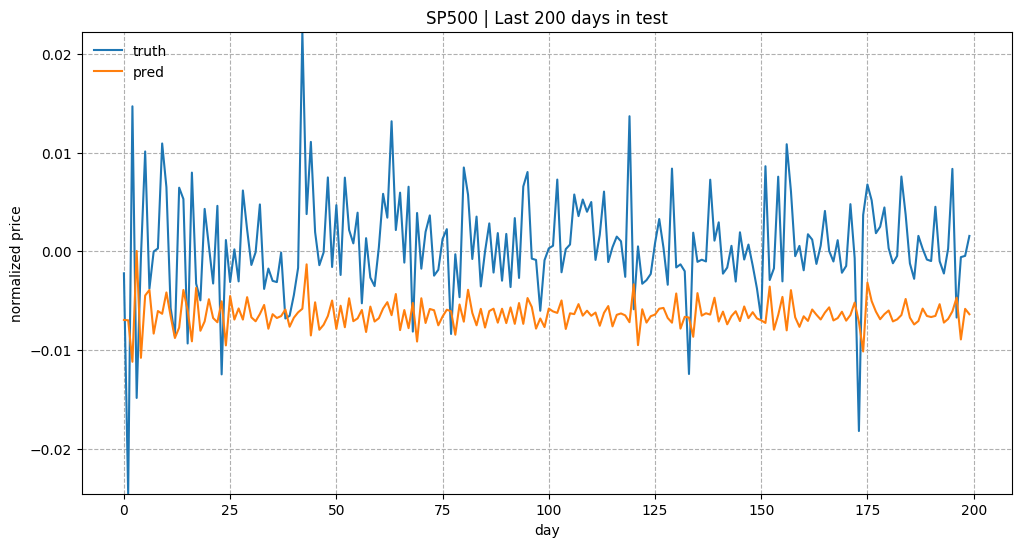 SP500 | Last 200 days in test
truth
pred
normalized price
0.02
0.01
0.00
−0.01
−0.02
0 25 50 75 100 125 150 175 200
day